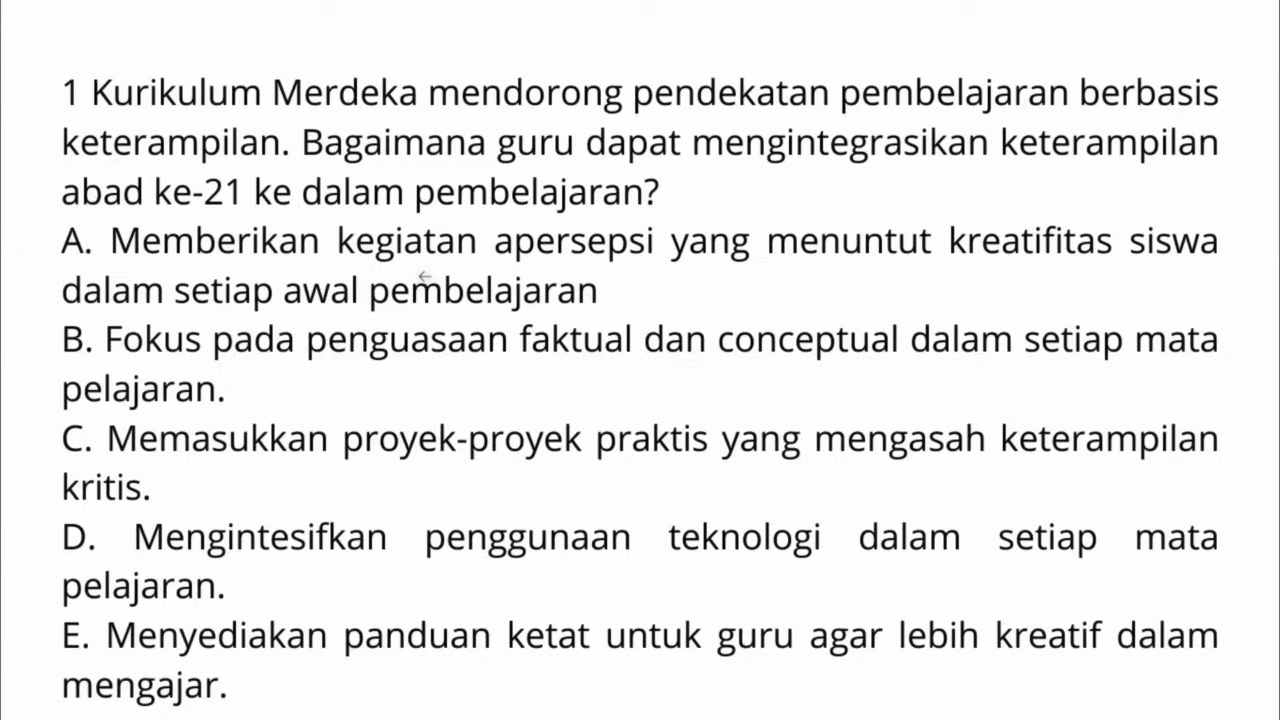 1 Kurikulum Merdeka mendorong pendekatan pembelajaran berbasis
keterampilan. Bagaimana guru dapat mengintegrasikan keterampilan
abad ke-21 ke dalam pembelajaran?
A. Memberikan kegiatan apersepsi yang menuntut kreatifitas siswa
dalam setiap awal pembelajaran
B. Fokus pada penguasaan faktual dan conceptual dalam setiap mata
pelajaran.
C. Memasukkan proyek-proyek praktis yang mengasah keterampilan
kritis.
D. Mengintesifkan penggunaan teknologi dalam setiap mata
pelajaran.
E. Menyediakan panduan ketat untuk guru agar lebih kreatif dalam
mengajar.